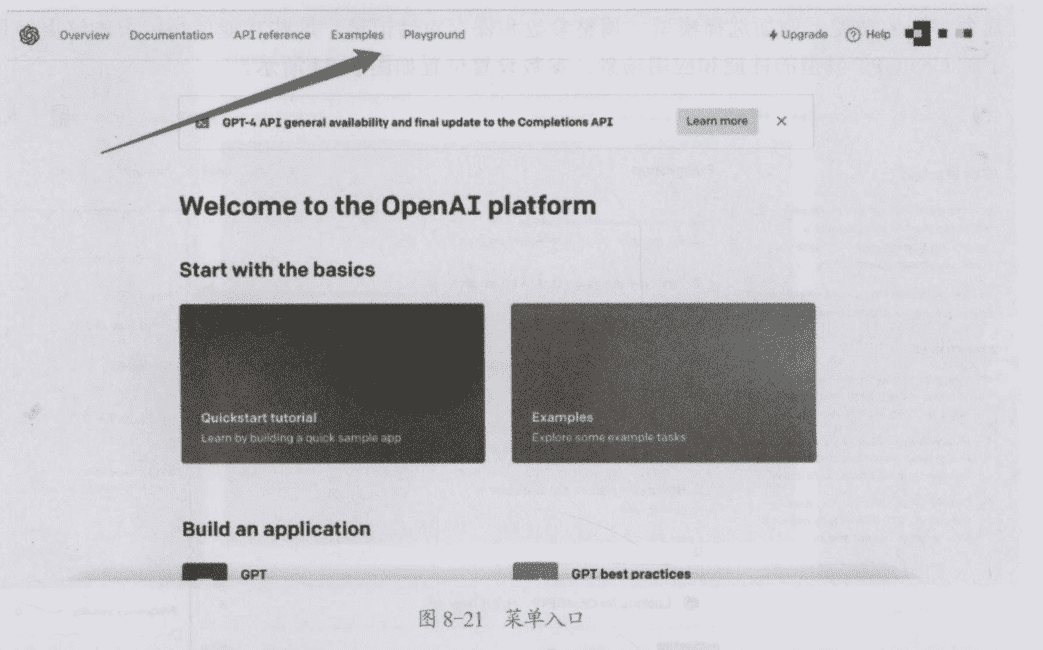 Overview Documentation API reference Examples Playground Upgrade Help
GPT-4 API general availability and final update to the Completions API Learn more
Welcome to the OpenAI platform
Start with the basics
Quickstart tutorial
Learn by building a quick sample app
Examples
Explore some example tasks
Build an application
GPT
GPT best practices
图 8-21 菜单入口